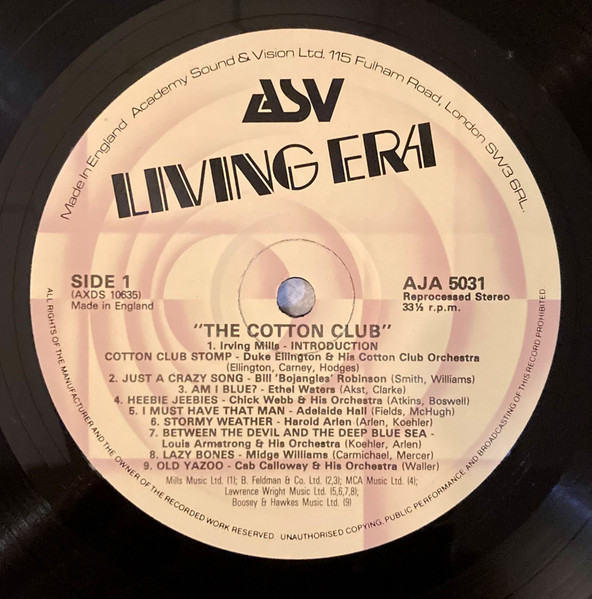 Made in England Academy Sound & Vision Ltd. 115 Fulham Road, London SW3 6RL.
ASV
LIVING ERA
SIDE 1
(AXDS 10635)
Made in England
AJA 5031
Reprocessed Stereo
33⅓ r.p.m.
"THE COTTON CLUB"
1. Irving Mills - INTRODUCTION
COTTON CLUB STOMP - Duke Ellington & His Cotton Club Orchestra
(Ellington, Carney, Hodges)
2. JUST A CRAZY SONG - Bill 'Bojangles' Robinson (Smith, Williams)
3. AM I BLUE? - Ethel Waters (Akst, Clarke)
4. HEEBIE JEEBIES - Chick Webb & His Orchestra (Atkins, Boswell)
5. I MUST HAVE THAT MAN - Adelaide Hall (Fields, McHugh)
6. STORMY WEATHER - Harold Arlen (Arlen, Koehler)
7. BETWEEN THE DEVIL AND THE DEEP BLUE SEA -
Louis Armstrong & His Orchestra (Koehler, Arlen)
8. LAZY BONES - Midge Williams (Carmichael, Mercer)
9. OLD YAZOO - Cab Calloway & His Orchestra (Waller)
Mills Music Ltd. (1); B. Feldman & Co. Ltd. (2,3); MCA Music Ltd. (4);
Lawrence Wright Music Ltd. (5,6,7,8);
Boosey & Hawkes Music Ltd. (9)
ALL RIGHTS OF THE MANUFACTURER AND THE OWNER OF THE RECORDED WORK RESERVED. UNAUTHORISED COPYING, PUBLIC PERFORMANCE AND BROADCASTING OF THIS RECORD PROHIBITED